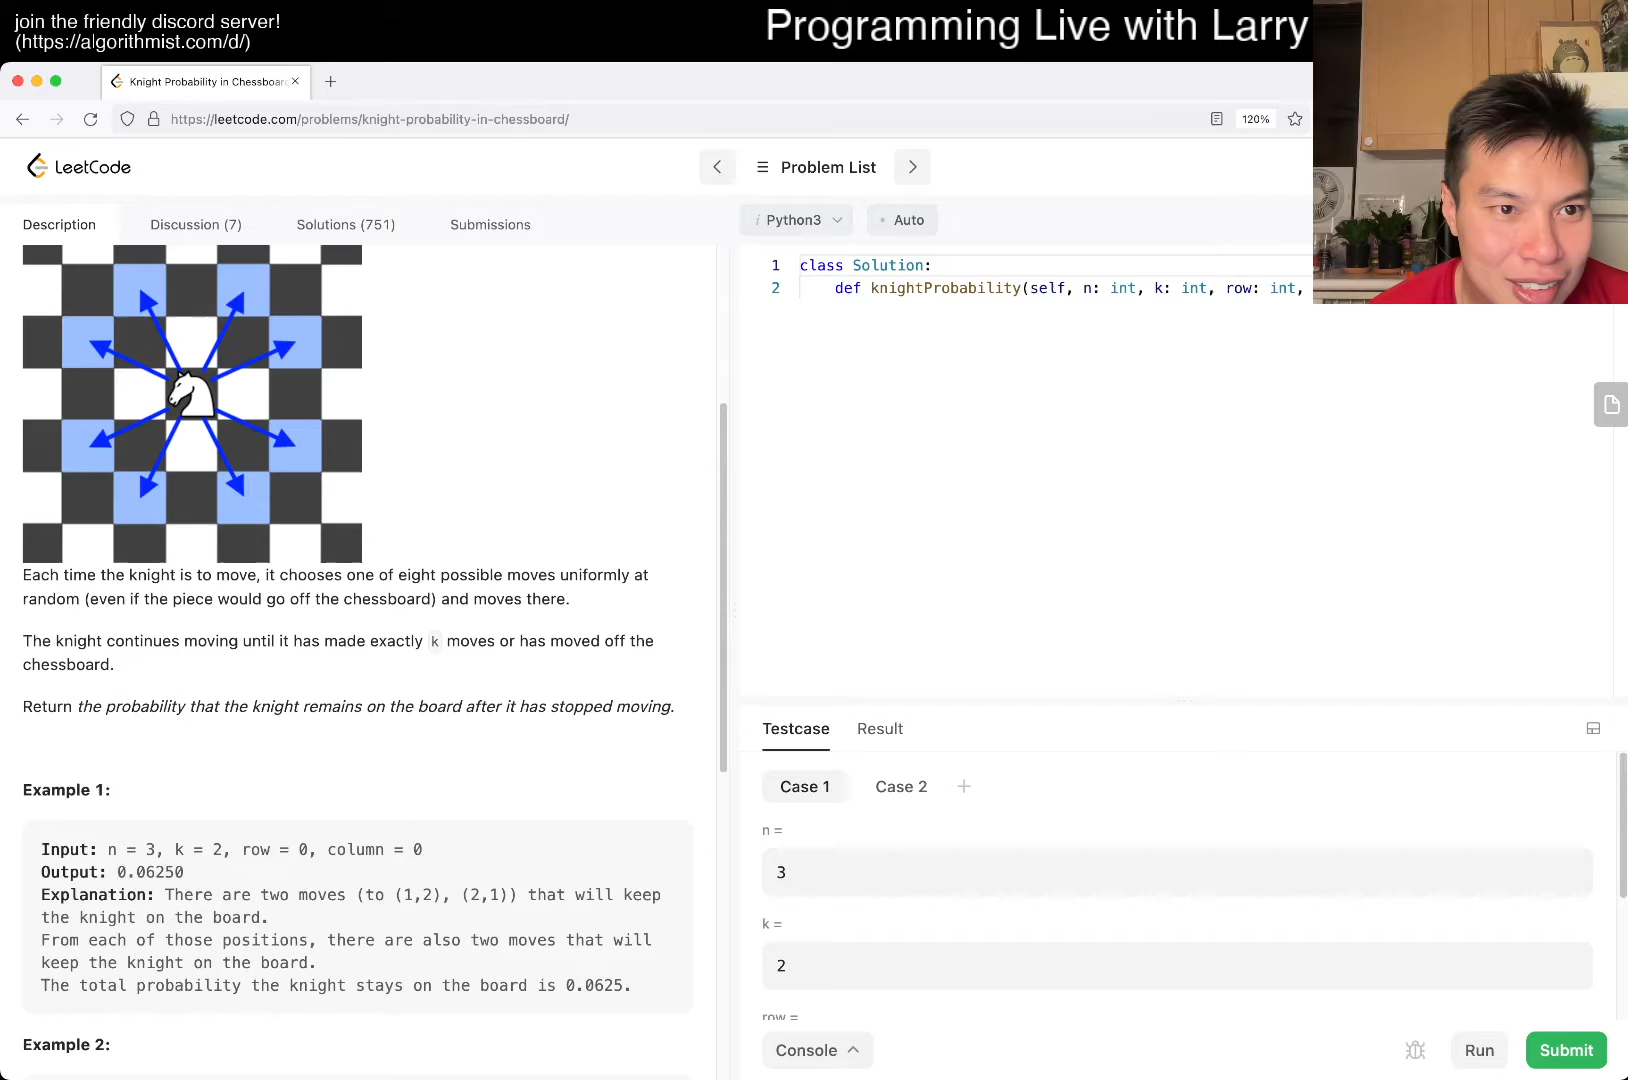 join the friendly discord server!
(https://algorithmist.com/d/)
Programming Live with Larry
Knight Probability in Chessboar
https://leetcode.com/problems/knight-probability-in-chessboard/
120%
LeetCode
Problem List
Description
Discussion (7)
Solutions (751)
Submissions
i Python3
Auto
1 class Solution:
2 def knightProbability(self, n: int, k: int, row: int,
Each time the knight is to move, it chooses one of eight possible moves uniformly at
random (even if the piece would go off the chessboard) and moves there.
The knight continues moving until it has made exactly k moves or has moved off the
chessboard.
Return the probability that the knight remains on the board after it has stopped moving.
Example 1:
Input: n = 3, k = 2, row = 0, column = 0
Output: 0.06250
Explanation: There are two moves (to (1,2), (2,1)) that will keep
the knight on the board.
From each of those positions, there are also two moves that will
keep the knight on the board.
The total probability the knight stays on the board is 0.0625.
Example 2:
Testcase
Result
Case 1
Case 2
n =
3
k =
2
row =
Console
Run
Submit